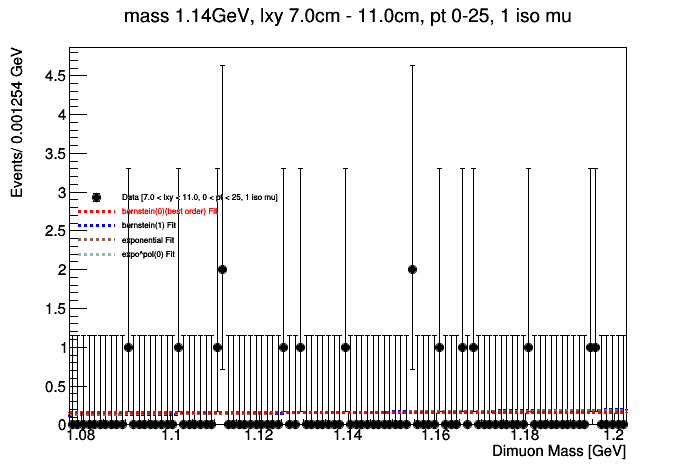 mass 1.14GeV, lxy 7.0cm - 11.0cm, pt 0-25, 1 iso mu
Events/ 0.001254 GeV
4.5
4
3.5
3
2.5
2
1.5
1
0.5
0
Data [7.0 < lxy < 11.0, 0 < pt < 25, 1 iso mu]
bernstein(0)(best order) Fit
bernstein(1) Fit
exponential Fit
expo^pol(0) Fit
1.08 1.1 1.12 1.14 1.16 1.18 1.2
Dimuon Mass [GeV]